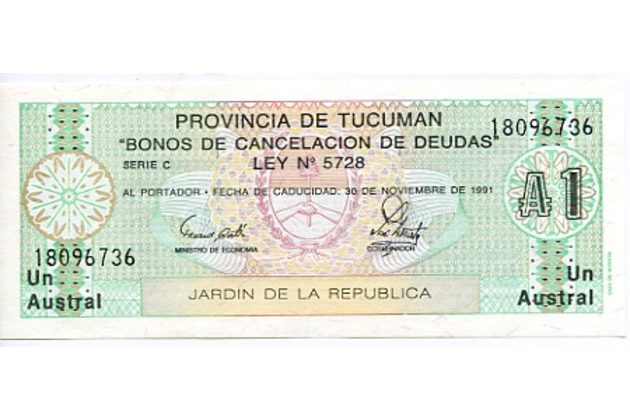 PROVINCIA DE TUCUMAN
18096736
"BONOS DE CANCELACION DE DEUDAS"
SERIE C
LEY Nº 5728
AL PORTADOR • FECHA DE CADUCIDAD: 30 DE NOVIEMBRE DE 1991
A1
MINISTRO DE ECONOMIA
GOBERNADOR
18096736
Un
Austral
Un
Austral
JARDIN DE LA REPUBLICA